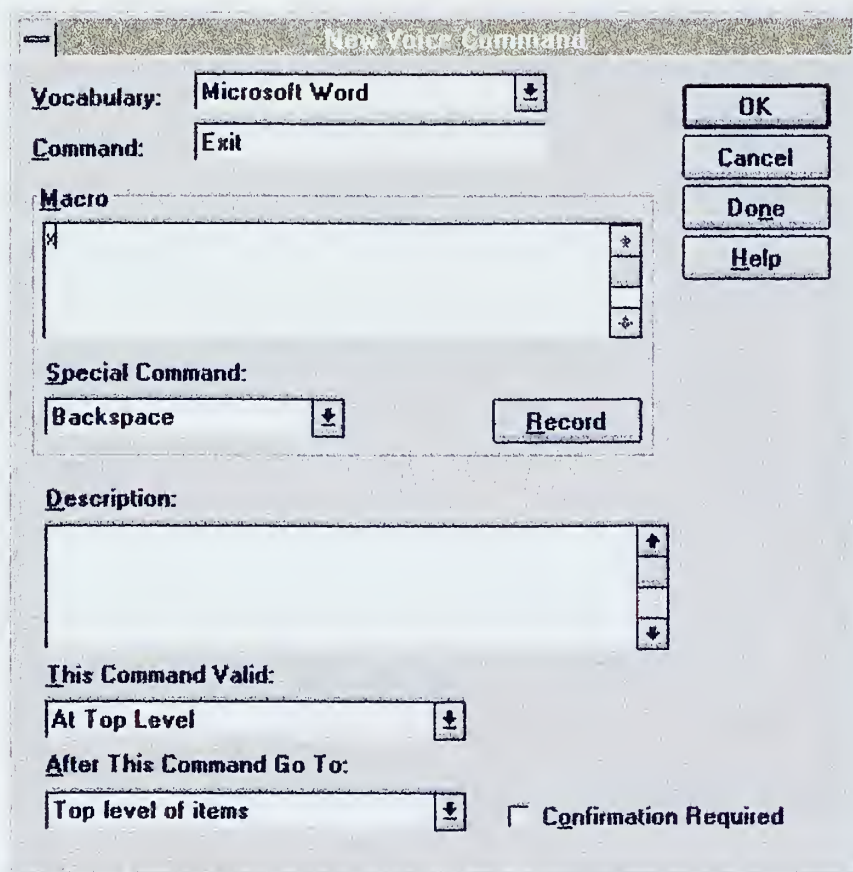 New Voice Command
Vocabulary: Microsoft Word
OK
Command: Exit
Cancel
Macro
Done
x
Help
Special Command:
Backspace
Record
Description:
This Command Valid:
At Top Level
After This Command Go To:
Top level of items
Confirmation Required